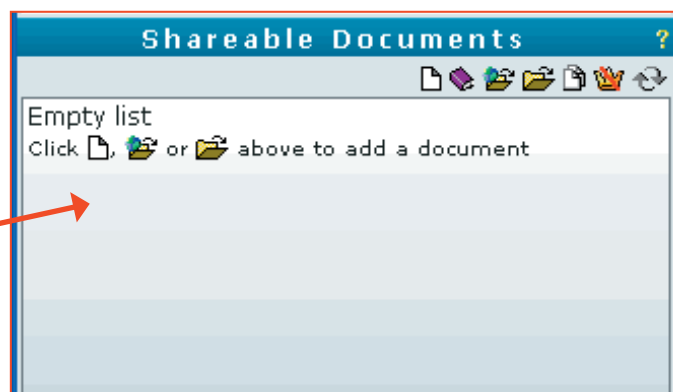 Shareable Documents ?
Empty list
Click , or above to add a document